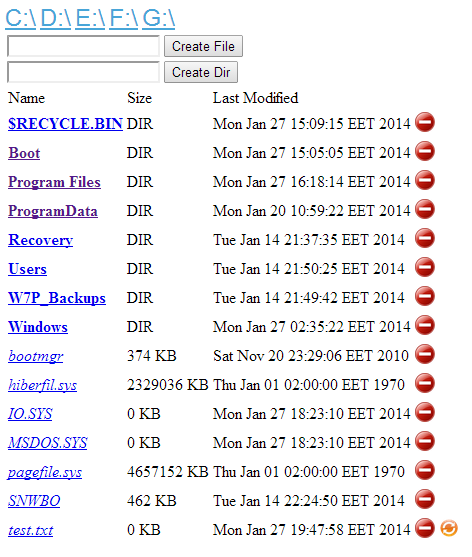 C:\ D:\ E:\ F:\ G:\
Create File
Create Dir
Name Size Last Modified
$RECYCLE.BIN DIR Mon Jan 27 15:09:15 EET 2014
Boot DIR Mon Jan 27 15:05:05 EET 2014
Program Files DIR Mon Jan 27 16:18:14 EET 2014
ProgramData DIR Mon Jan 20 10:59:22 EET 2014
Recovery DIR Tue Jan 14 21:37:35 EET 2014
Users DIR Tue Jan 14 21:50:25 EET 2014
W7P_Backups DIR Tue Jan 14 21:49:42 EET 2014
Windows DIR Mon Jan 27 02:35:22 EET 2014
bootmgr 374 KB Sat Nov 20 23:29:06 EET 2010
hiberfil.sys 2329036 KB Thu Jan 01 02:00:00 EET 1970
IO.SYS 0 KB Mon Jan 27 18:23:10 EET 2014
MSDOS.SYS 0 KB Mon Jan 27 18:23:10 EET 2014
pagefile.sys 4657152 KB Thu Jan 01 02:00:00 EET 1970
SNWBO 462 KB Tue Jan 14 22:24:50 EET 2014
test.txt 0 KB Mon Jan 27 19:47:58 EET 2014